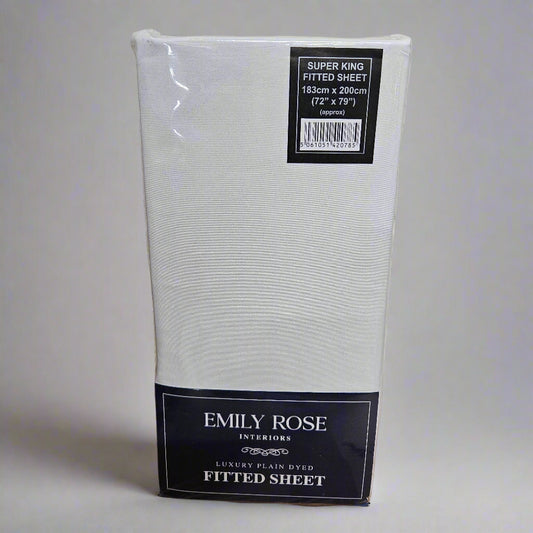 SUPER KING
FITTED SHEET
183cm x 200cm
(72" x 79")
(approx)
5 061051 420785
EMILY ROSE
INTERIORS
LUXURY PLAIN DYED
FITTED SHEET